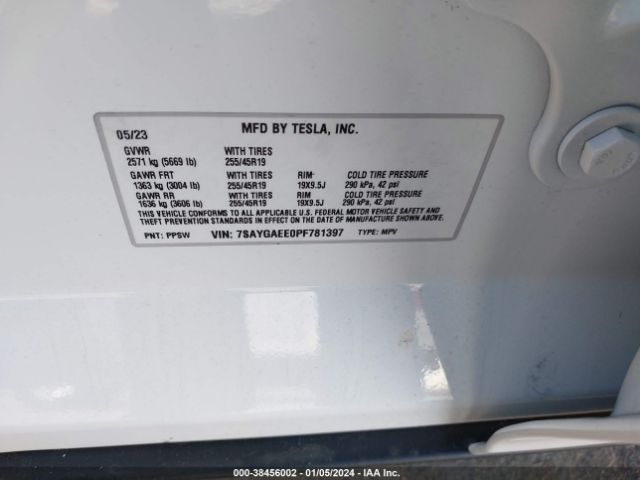 05/23 MFD BY TESLA, INC.
GVWR WITH TIRES
2571 kg (5669 lb) 255/45R19
GAWR FRT WITH TIRES RIM COLD TIRE PRESSURE
1363 kg (3004 lb) 255/45R19 19X9.5J 290 kPa, 42 psi
GAWR RR WITH TIRES RIM COLD TIRE PRESSURE
1636 kg (3606 lb) 255/45R19 19X9.5J 290 kPa, 42 psi
THIS VEHICLE CONFORMS TO ALL APPLICABLE U.S. FEDERAL MOTOR VEHICLE SAFETY AND
THEFT PREVENTION STANDARDS IN EFFECT ON THE DATE OF MANUFACTURE SHOWN ABOVE.
PNT: PPSW VIN: 7SAYGAEE0PF781397 TYPE: MPV
000-38456002 - 01/05/2024 - IAA Inc.